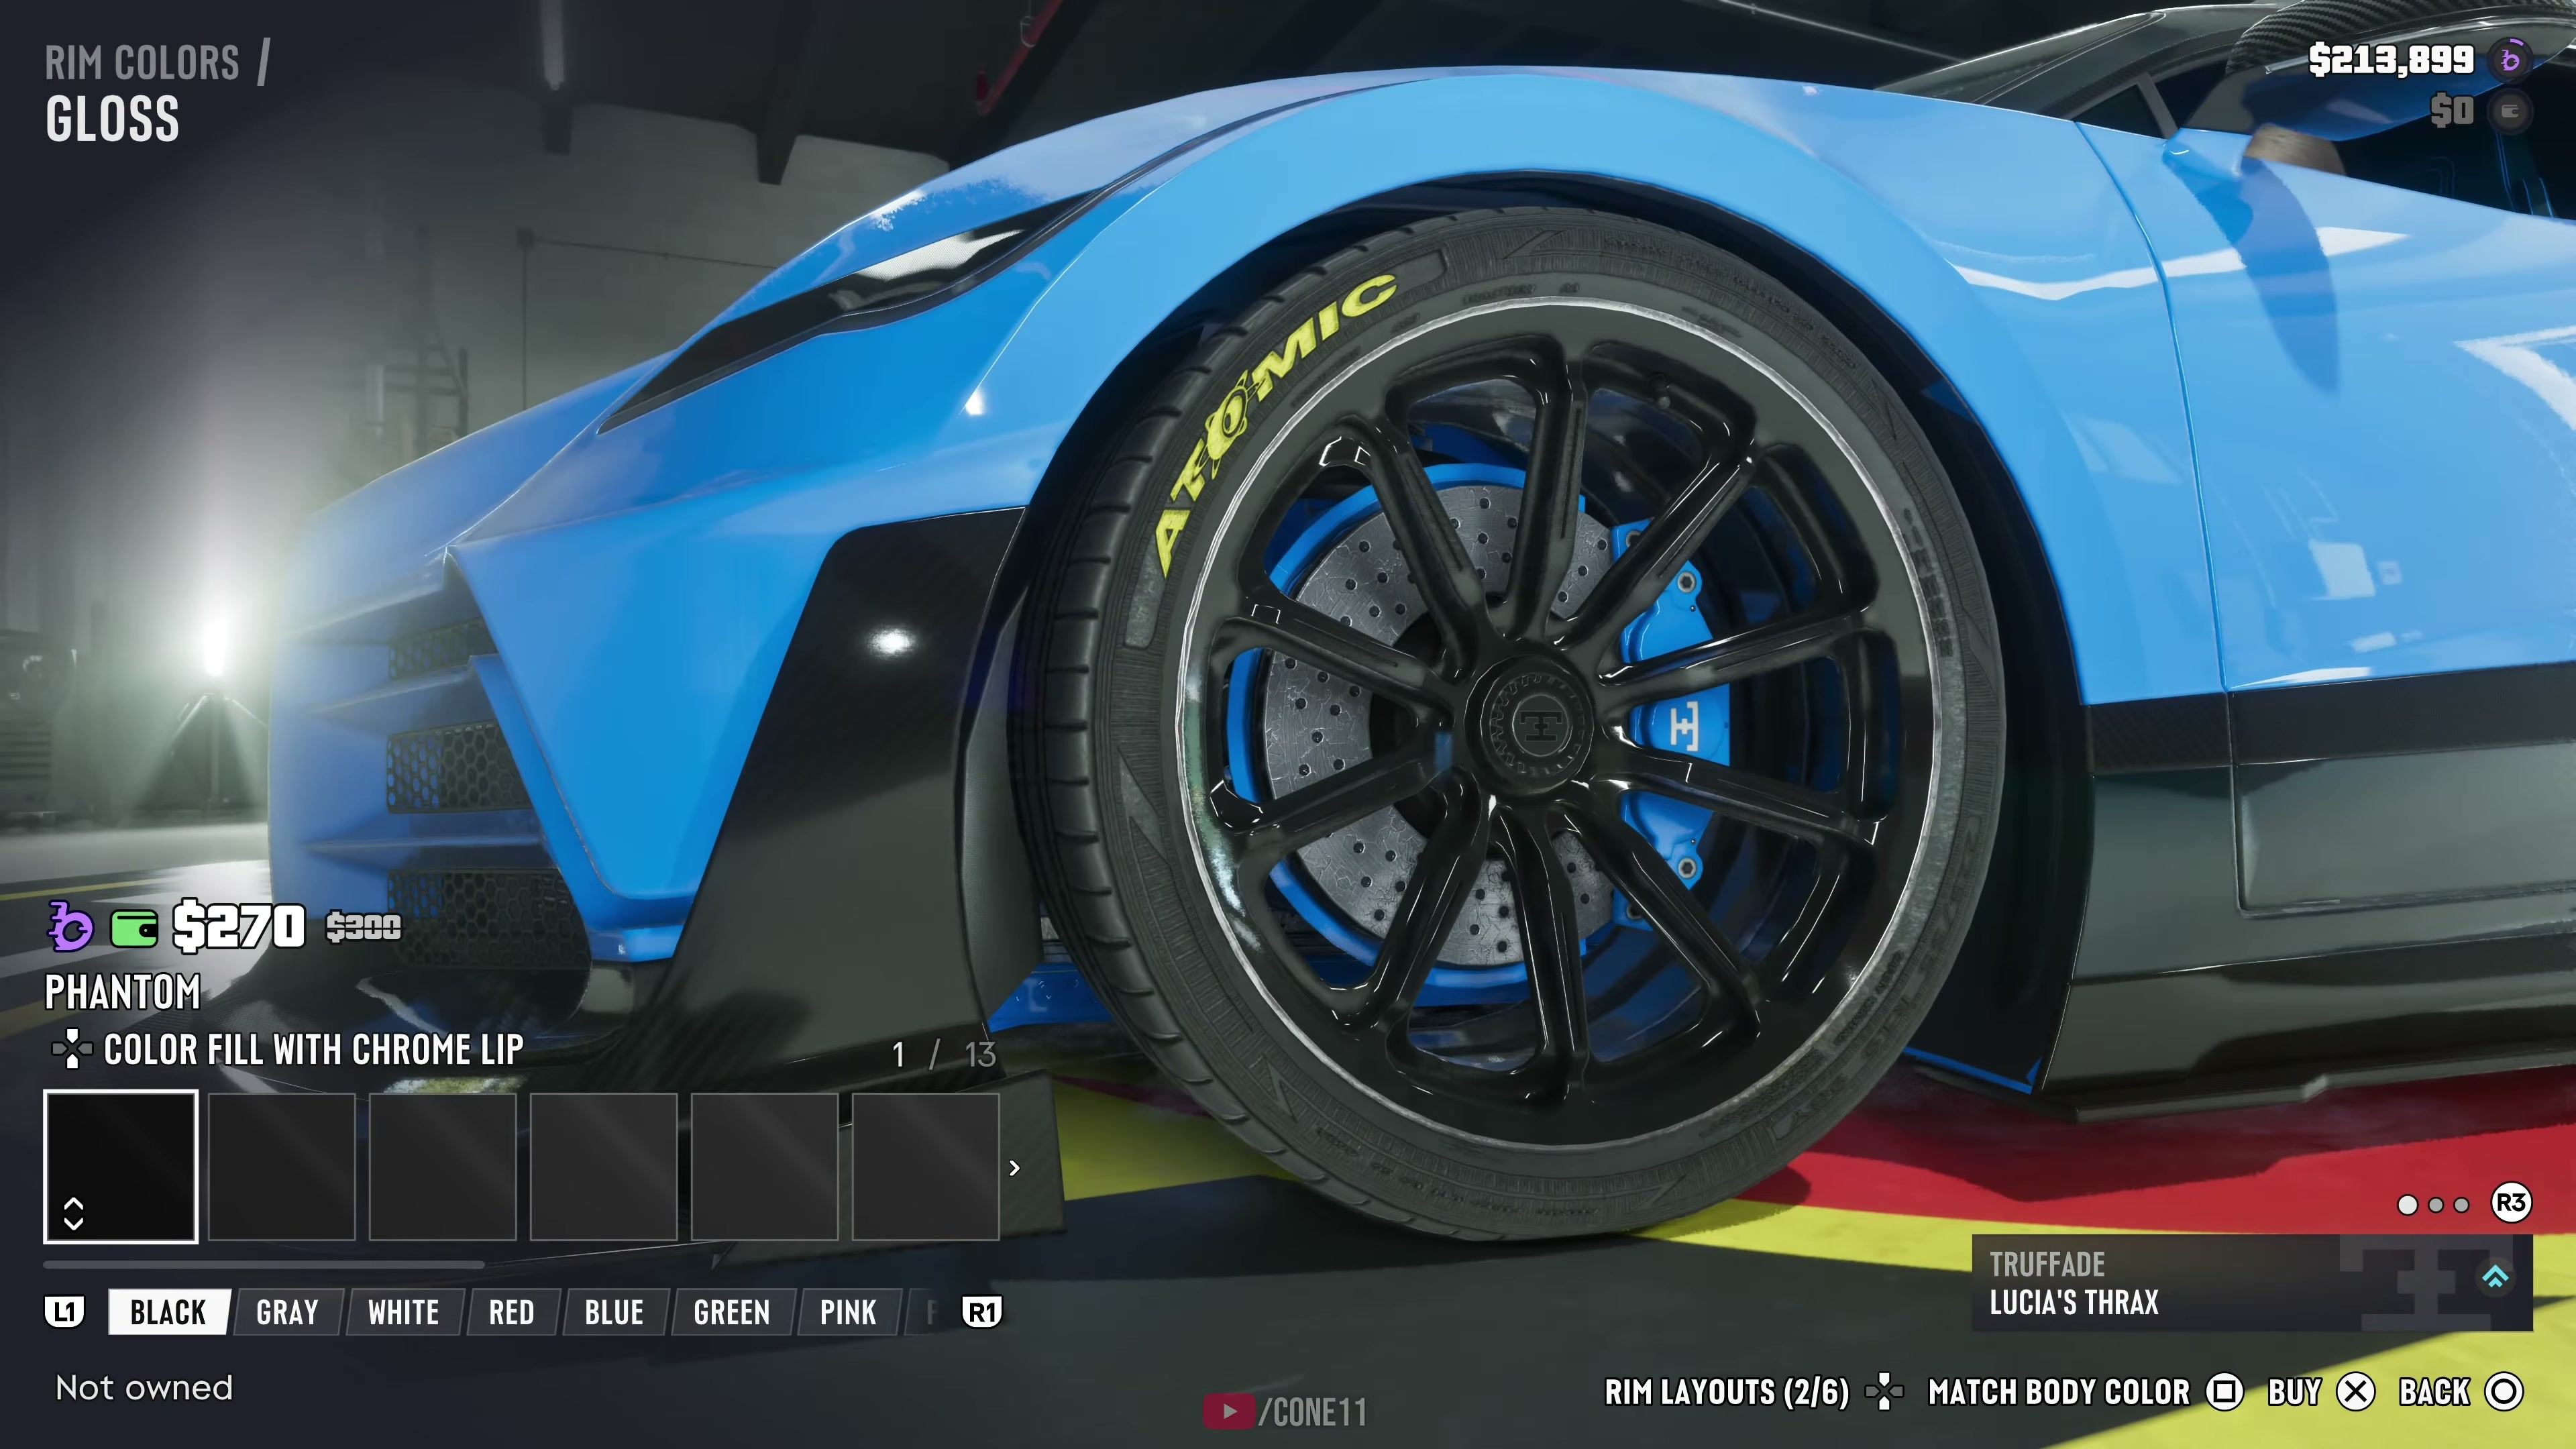 RIM COLORS /
GLOSS
$213,899
$0
ATOMIC
$270 $300
PHANTOM
COLOR FILL WITH CHROME LIP
1 / 13
R3
TRUFFADE
LUCIA'S THRAX
L1 BLACK GRAY WHITE RED BLUE GREEN PINK R1
Not owned
/CONE11
RIM LAYOUTS (2/6) MATCH BODY COLOR BUY BACK